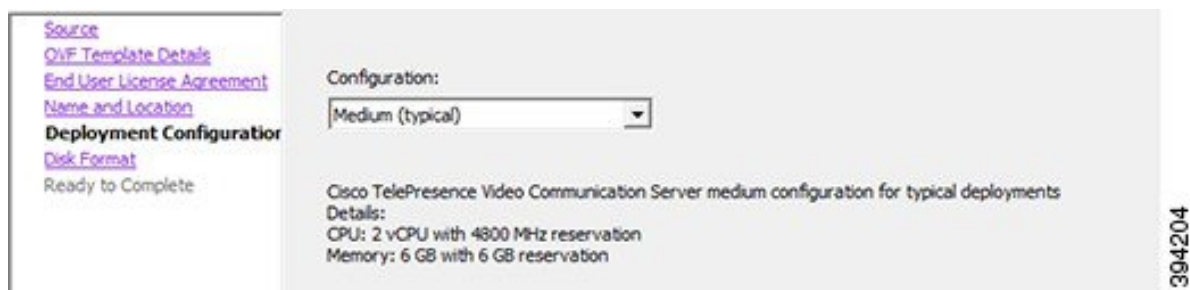 Source
OVF Template Details
End User License Agreement
Name and Location
Deployment Configuration
Disk Format
Ready to Complete
Configuration:
Medium (typical)
Cisco TelePresence Video Communication Server medium configuration for typical deployments
Details:
CPU: 2 vCPU with 4800 MHz reservation
Memory: 6 GB with 6 GB reservation
394204